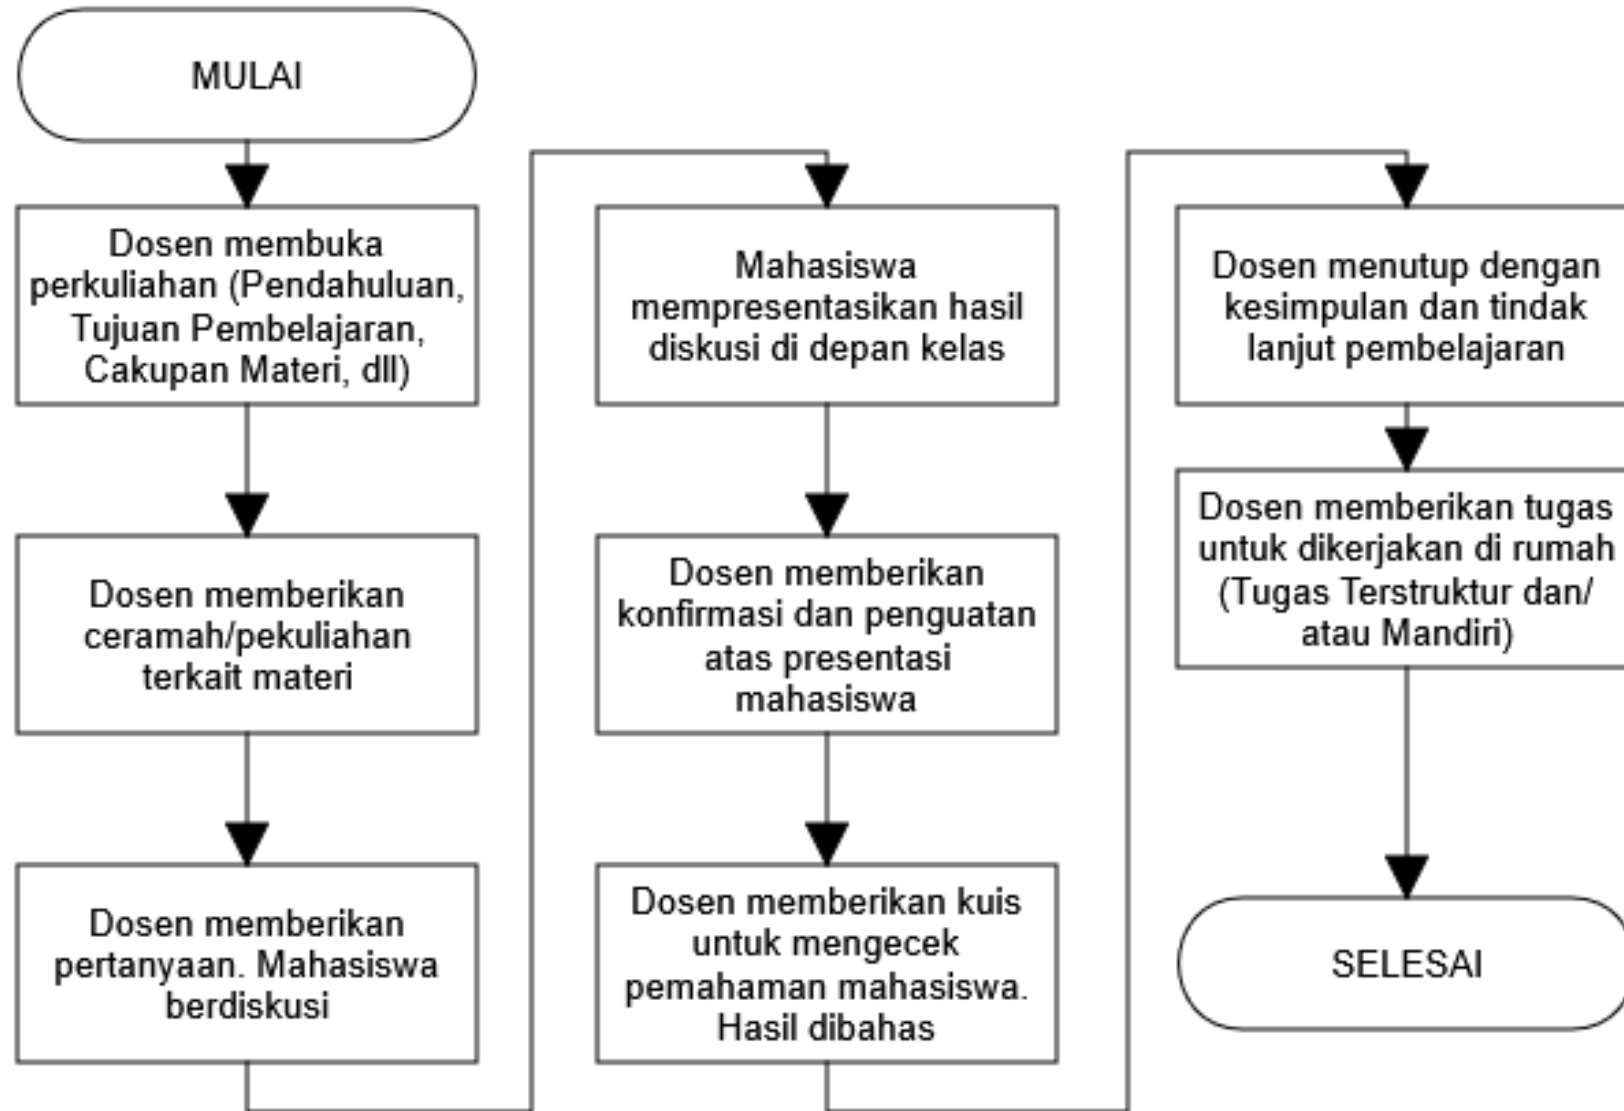 MULAI
Dosen membuka
perkuliahan (Pendahuluan,
Tujuan Pembelajaran,
Cakupan Materi, dll)
Dosen memberikan
ceramah/pekuliahan
terkait materi
Dosen memberikan
pertanyaan. Mahasiswa
berdiskusi
Mahasiswa
mempresentasikan hasil
diskusi di depan kelas
Dosen memberikan
konfirmasi dan penguatan
atas presentasi
mahasiswa
Dosen memberikan kuis
untuk mengecek
pemahaman mahasiswa.
Hasil dibahas
Dosen menutup dengan
kesimpulan dan tindak
lanjut pembelajaran
Dosen memberikan tugas
untuk dikerjakan di rumah
(Tugas Terstruktur dan/
atau Mandiri)
SELESAI